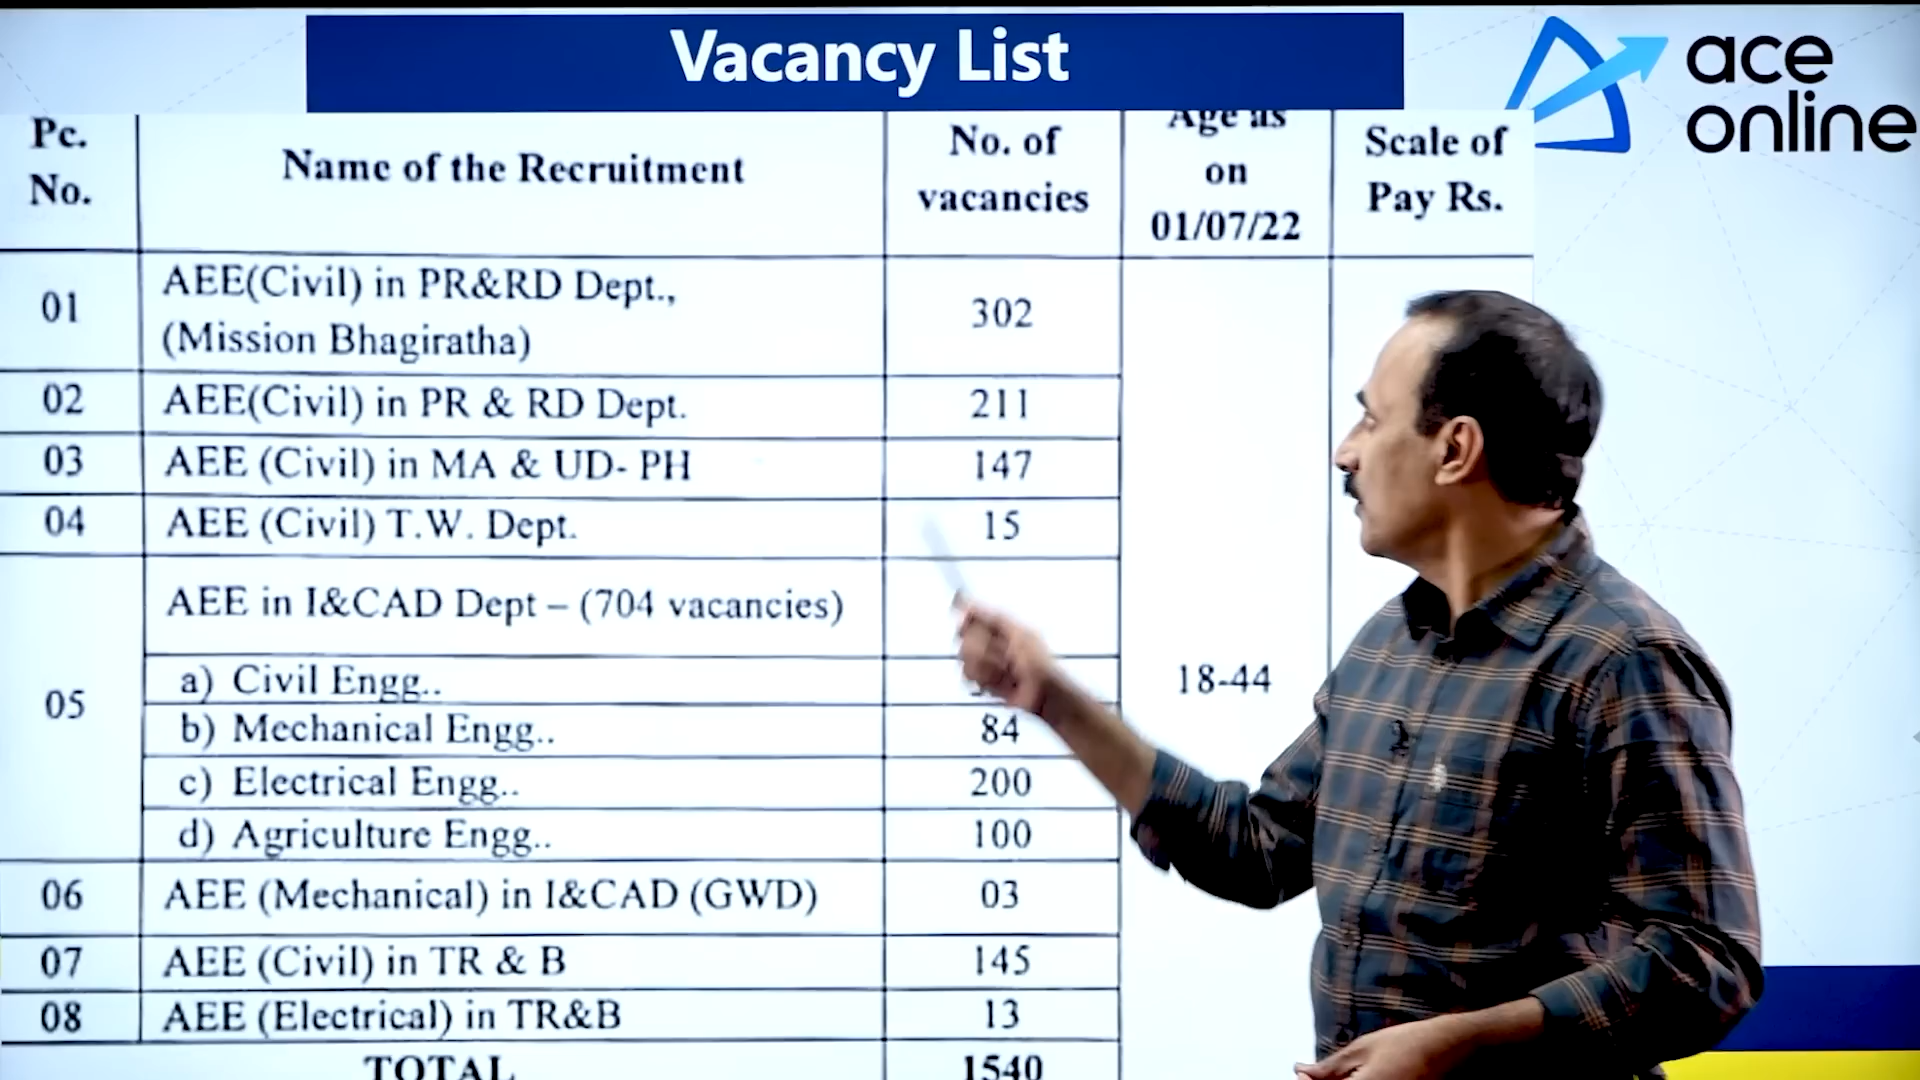 Vacancy List
ace
online
Pc.
No.
Name of the Recruitment
No. of
vacancies
Age as
on
01/07/22
Scale of
Pay Rs.
01
AEE(Civil) in PR&RD Dept.,
(Mission Bhagiratha)
302
02 AEE(Civil) in PR & RD Dept. 211
03 AEE (Civil) in MA & UD- PH 147
04 AEE (Civil) T.W. Dept. 15
05
AEE in I&CAD Dept – (704 vacancies)
a) Civil Engg..
18-44
b) Mechanical Engg.. 84
c) Electrical Engg.. 200
d) Agriculture Engg.. 100
06 AEE (Mechanical) in I&CAD (GWD) 03
07 AEE (Civil) in TR & B 145
08 AEE (Electrical) in TR&B 13
TOTAL 1540